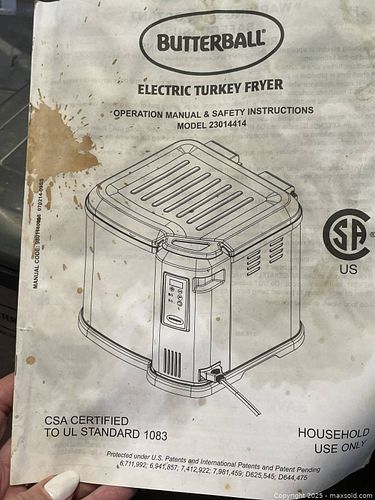 BUTTERBALL®
ELECTRIC TURKEY FRYER
OPERATION MANUAL & SAFETY INSTRUCTIONS
MODEL 23014414
BUTTERBALL
US
CSA CERTIFIED
TO UL STANDARD 1083
HOUSEHOLD
USE ONLY
Protected under U.S. Patents and International Patents and Patent Pending
6,711,992; 6,941,857; 7,412,922; 7,981,459; D625,545; D644,475
Copyright 2025 - maxsold.com